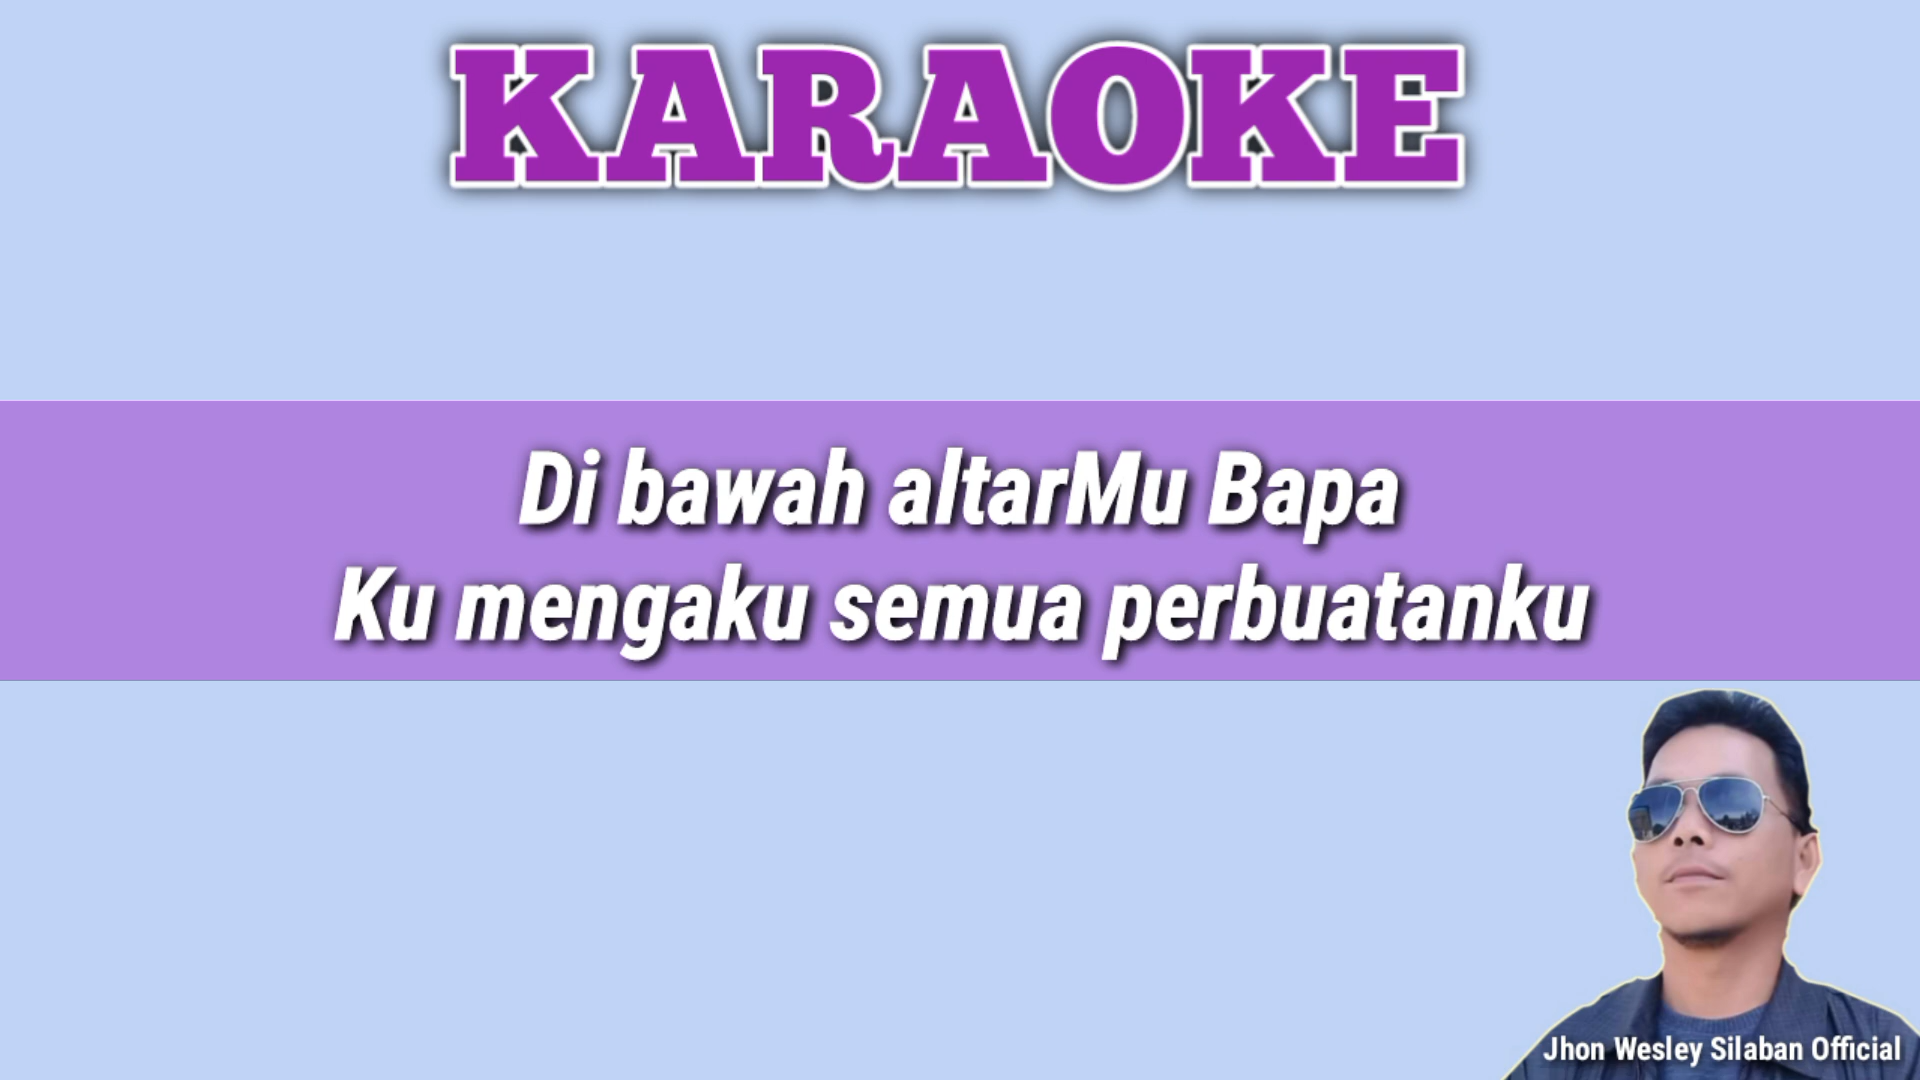 KARAOKE
Di bawah altarMu Bapa
Ku mengaku semua perbuatanku
Jhon Wesley Silaban Official